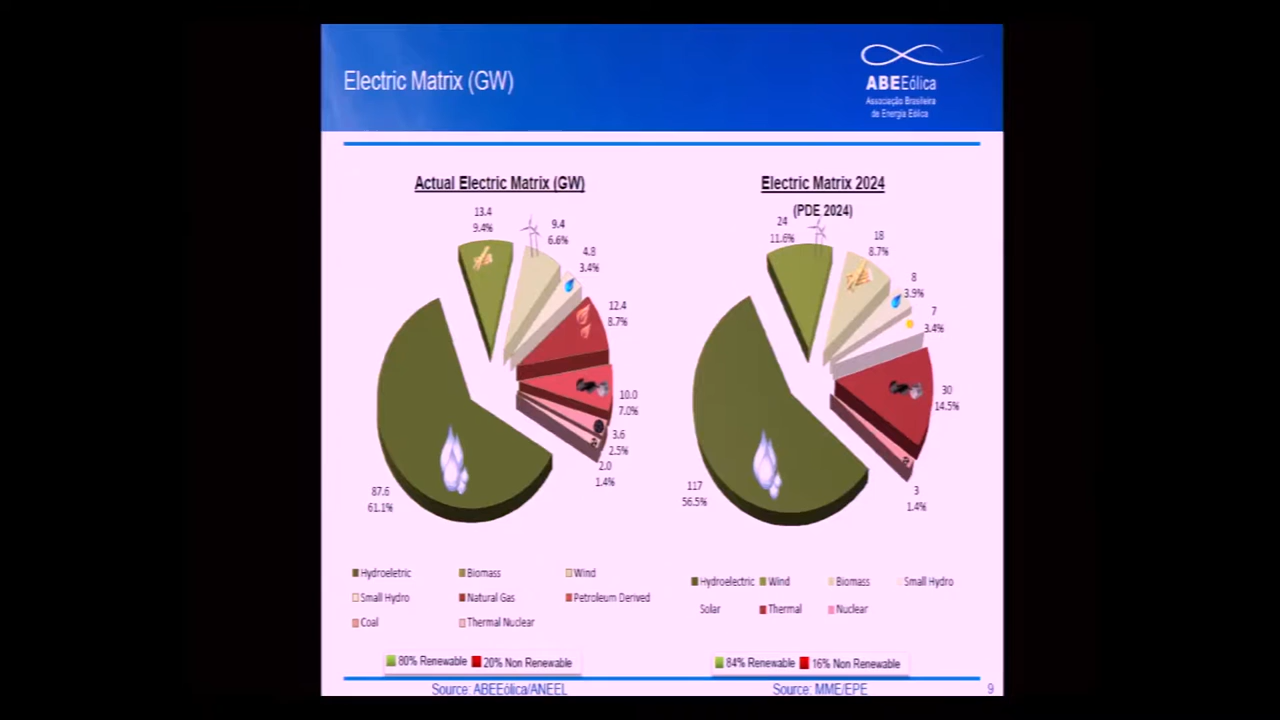 Electric Matrix (GW)
ABEEólica
Associação Brasileira
de Energia Eólica
Actual Electric Matrix (GW)
13.4
9.4%
9.4
6.6%
4.8
3.4%
12.4
8.7%
10.0
7.0%
3.6
2.5%
2.0
1.4%
87.6
61.1%
Hydroeletric
Biomass
Wind
Small Hydro
Natural Gas
Petroleum Derived
Coal
Thermal Nuclear
80% Renewable
20% Non Renewable
Source: ABEEólica/ANEEL
Electric Matrix 2024
(PDE 2024)
24
11.6%
18
8.7%
8
3.9%
7
3.4%
30
14.5%
3
1.4%
117
56.5%
Hydroelectric
Wind
Biomass
Small Hydro
Solar
Thermal
Nuclear
84% Renewable
16% Non Renewable
Source: MME/EPE
9